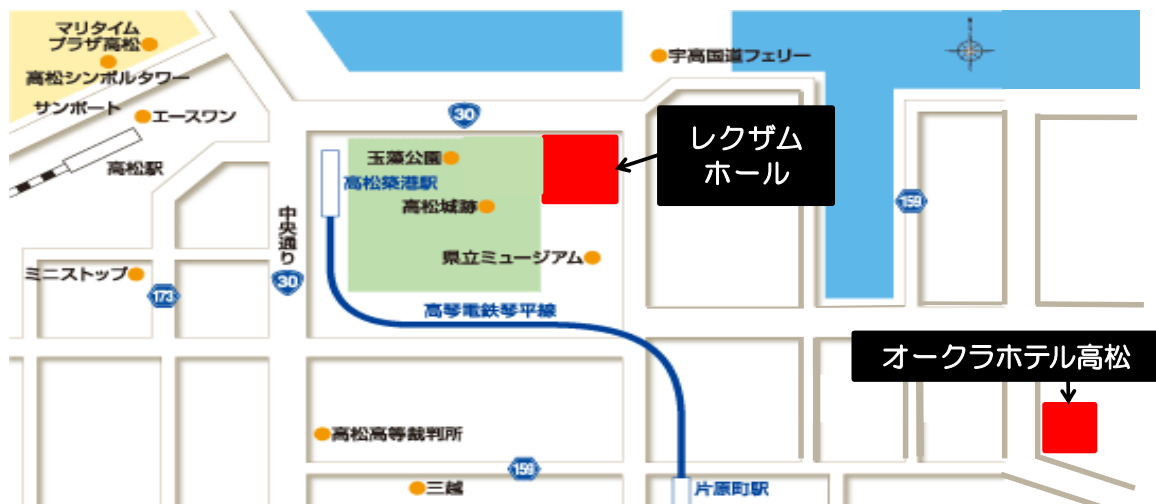 マリタイム
プラザ高松
高松シンボルタワー
サンポート
エースワン
高松駅
宇高国道フェリー
30
レクザム
ホール
玉藻公園
高松築港駅
高松城跡
159
中央通り
県立ミュージアム
ミニストップ
30
173
高琴電鉄琴平線
オークラホテル高松
高松高等裁判所
159
三越
片原町駅